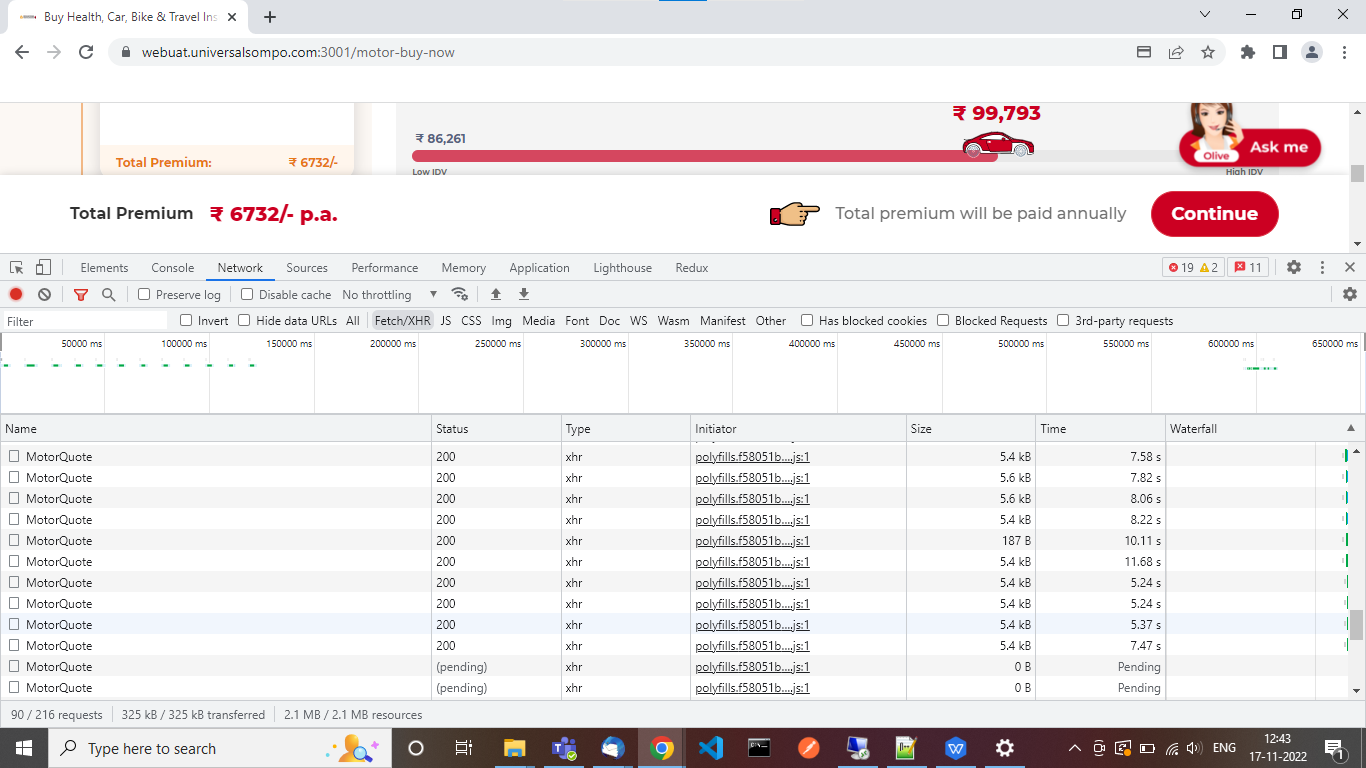 Buy Health, Car, Bike & Travel Ins
webuat.universalsompo.com:3001/motor-buy-now
₹ 99,793
₹ 86,261
Total Premium: ₹ 6732/-
Low IDV High IDV
Olive Ask me
Total Premium ₹ 6732/- p.a. Total premium will be paid annually Continue
Elements Console Network Sources Performance Memory Application Lighthouse Redux 19 2 11
Preserve log Disable cache No throttling
Filter Invert Hide data URLs All Fetch/XHR JS CSS Img Media Font Doc WS Wasm Manifest Other Has blocked cookies Blocked Requests 3rd-party requests
50000 ms 100000 ms 150000 ms 200000 ms 250000 ms 300000 ms 350000 ms 400000 ms 450000 ms 500000 ms 550000 ms 600000 ms 650000 ms
Name Status Type Initiator Size Time Waterfall
MotorQuote 200 xhr polyfills.f58051b....js:1 5.4 kB 7.58 s
MotorQuote 200 xhr polyfills.f58051b....js:1 5.6 kB 7.82 s
MotorQuote 200 xhr polyfills.f58051b....js:1 5.6 kB 8.06 s
MotorQuote 200 xhr polyfills.f58051b....js:1 5.4 kB 8.22 s
MotorQuote 200 xhr polyfills.f58051b....js:1 187 B 10.11 s
MotorQuote 200 xhr polyfills.f58051b....js:1 5.4 kB 11.68 s
MotorQuote 200 xhr polyfills.f58051b....js:1 5.4 kB 5.24 s
MotorQuote 200 xhr polyfills.f58051b....js:1 5.4 kB 5.24 s
MotorQuote 200 xhr polyfills.f58051b....js:1 5.4 kB 5.37 s
MotorQuote 200 xhr polyfills.f58051b....js:1 5.4 kB 7.47 s
MotorQuote (pending) xhr polyfills.f58051b....js:1 0 B Pending
MotorQuote (pending) xhr polyfills.f58051b....js:1 0 B Pending
90 / 216 requests 325 kB / 325 kB transferred 2.1 MB / 2.1 MB resources
Type here to search ENG 12:43
17-11-2022 1